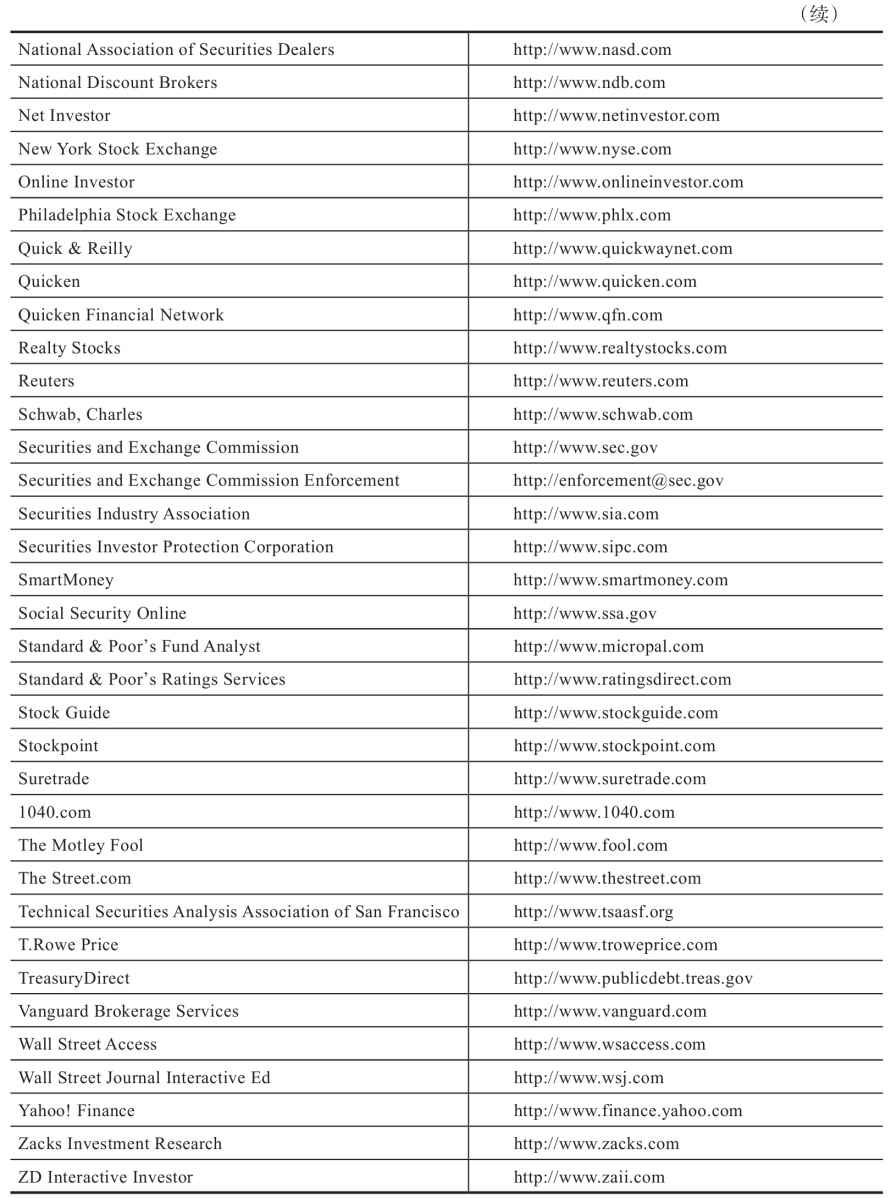 （续）
National Association of Securities Dealers http://www.nasd.com
National Discount Brokers http://www.ndb.com
Net Investor http://www.netinvestor.com
New York Stock Exchange http://www.nyse.com
Online Investor http://www.onlineinvestor.com
Philadelphia Stock Exchange http://www.phlx.com
Quick & Reilly http://www.quickwaynet.com
Quicken http://www.quicken.com
Quicken Financial Network http://www.qfn.com
Realty Stocks http://www.realtystocks.com
Reuters http://www.reuters.com
Schwab, Charles http://www.schwab.com
Securities and Exchange Commission http://www.sec.gov
Securities and Exchange Commission Enforcement http://enforcement@sec.gov
Securities Industry Association http://www.sia.com
Securities Investor Protection Corporation http://www.sipc.com
SmartMoney http://www.smartmoney.com
Social Security Online http://www.ssa.gov
Standard & Poor's Fund Analyst http://www.micropal.com
Standard & Poor's Ratings Services http://www.ratingsdirect.com
Stock Guide http://www.stockguide.com
Stockpoint http://www.stockpoint.com
Suretrade http://www.suretrade.com
1040.com http://www.1040.com
The Motley Fool http://www.fool.com
The Street.com http://www.thestreet.com
Technical Securities Analysis Association of San Francisco http://www.tsaasf.org
T.Rowe Price http://www.troweprice.com
TreasuryDirect http://www.publicdebt.treas.gov
Vanguard Brokerage Services http://www.vanguard.com
Wall Street Access http://www.wsaccess.com
Wall Street Journal Interactive Ed http://www.wsj.com
Yahoo! Finance http://www.finance.yahoo.com
Zacks Investment Research http://www.zacks.com
ZD Interactive Investor http://www.zaii.com